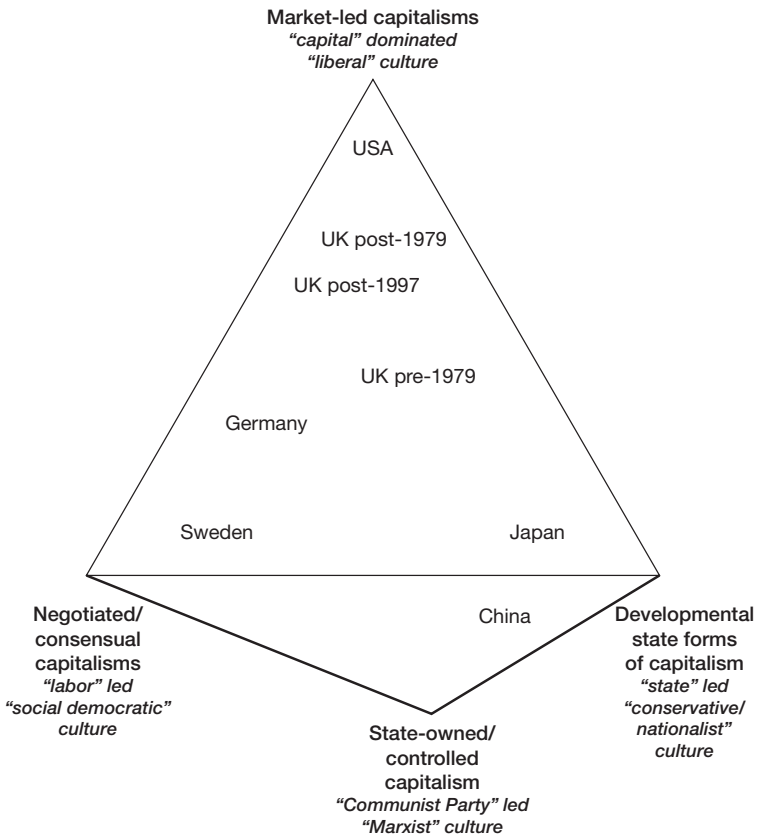 Market-led capitalisms
“capital” dominated
“liberal” culture
USA
UK post-1979
UK post-1997
UK pre-1979
Germany
Sweden
Japan
China
Negotiated/
consensual
capitalisms
“labor” led
“social democratic”
culture
Developmental
state forms
of capitalism
“state” led
“conservative/
nationalist”
culture
State-owned/
controlled
capitalism
“Communist Party” led
“Marxist” culture